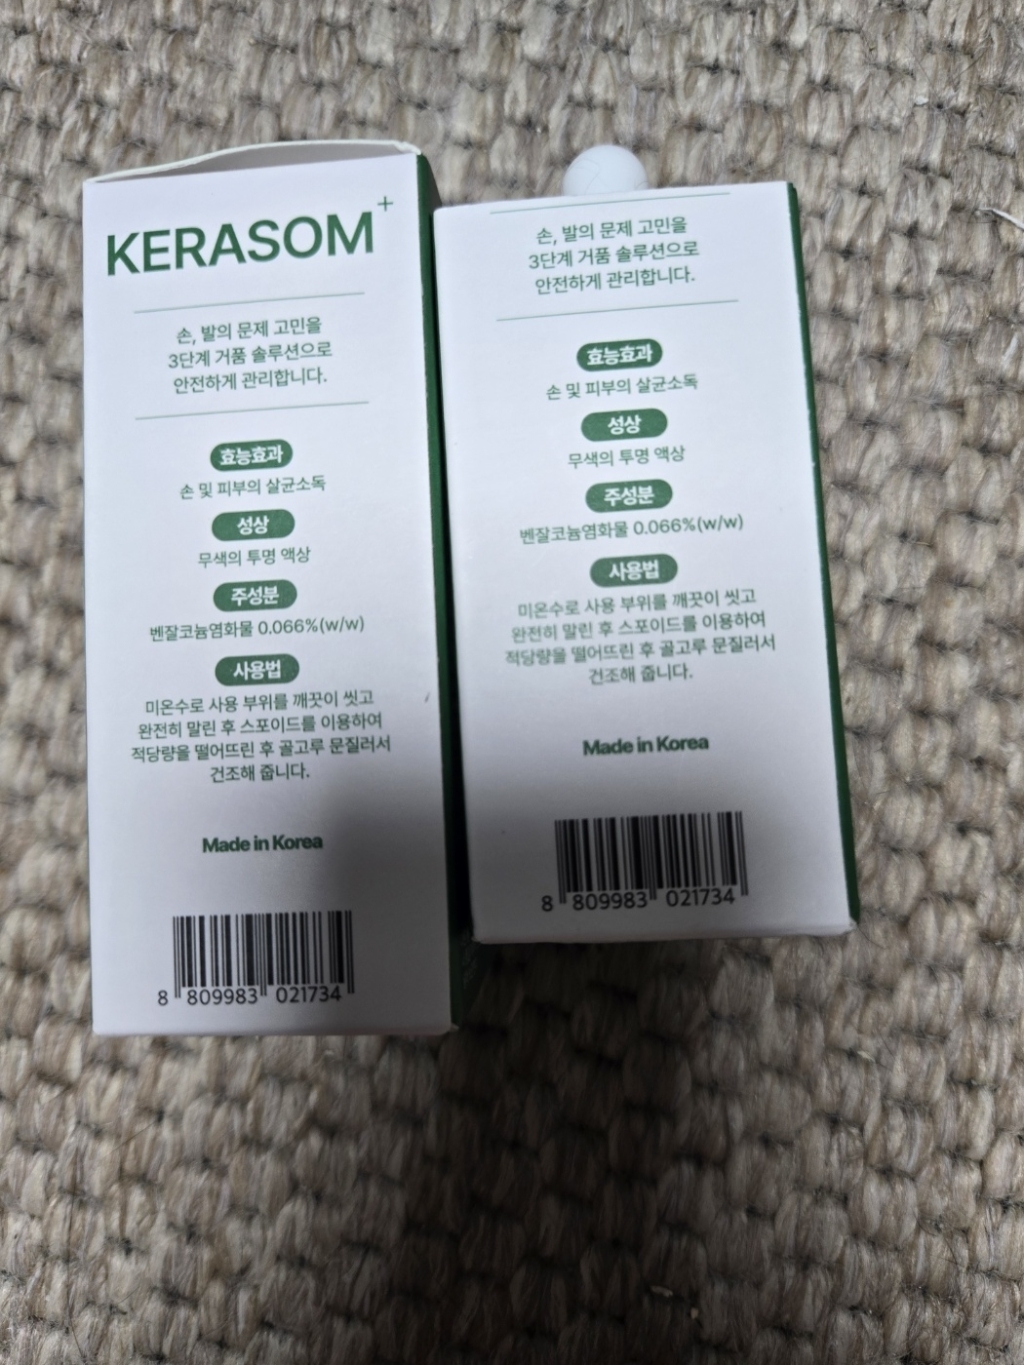 KERASOM+
손, 발의 문제 고민을
3단계 거품 솔루션으로
안전하게 관리합니다.
효능효과
손 및 피부의 살균소독
성상
무색의 투명 액상
주성분
벤잘코늄염화물 0.066%(w/w)
사용법
미온수로 사용 부위를 깨끗이 씻고
완전히 말린 후 스포이드를 이용하여
적당량을 떨어뜨린 후 골고루 문질러서
건조해 줍니다.
Made in Korea
8 809983 021734
손, 발의 문제 고민을
3단계 거품 솔루션으로
안전하게 관리합니다.
효능효과
손 및 피부의 살균소독
성상
무색의 투명 액상
주성분
벤잘코늄염화물 0.066%(w/w)
사용법
미온수로 사용 부위를 깨끗이 씻고
완전히 말린 후 스포이드를 이용하여
적당량을 떨어뜨린 후 골고루 문질러서
건조해 줍니다.
Made in Korea
8 809983 021734